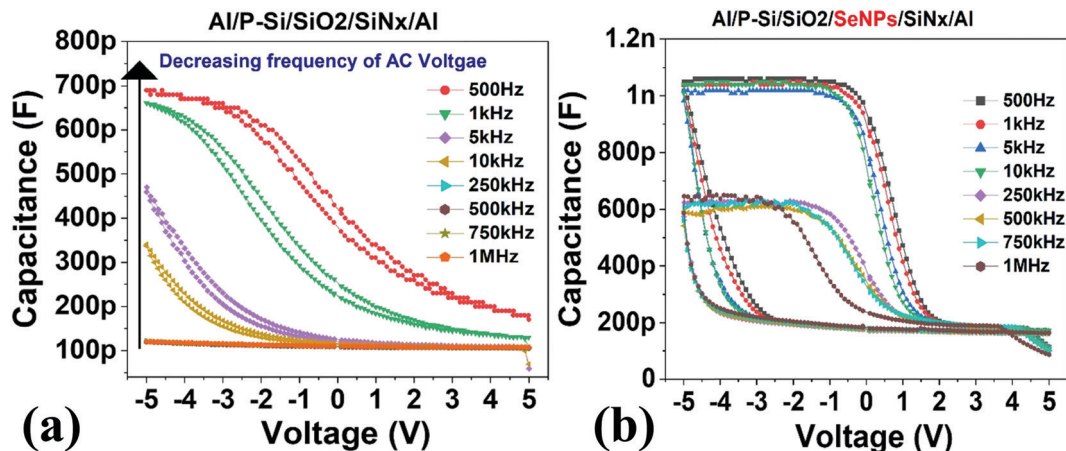 Al/P-Si/SiO2/SiNx/Al
800p
700p
600p
500p
400p
300p
200p
100p
Capacitance (F)
Decreasing frequency of AC Voltgae
500Hz
1kHz
5kHz
10kHz
250kHz
500kHz
750kHz
1MHz
-5 -4 -3 -2 -1 0 1 2 3 4 5
Voltage (V)
(a)
Al/P-Si/SiO2/SeNPs/SiNx/Al
1.2n
1n
800p
600p
400p
200p
0
Capacitance (F)
500Hz
1kHz
5kHz
10kHz
250kHz
500kHz
750kHz
1MHz
-5 -4 -3 -2 -1 0 1 2 3 4 5
Voltage (V)
(b)